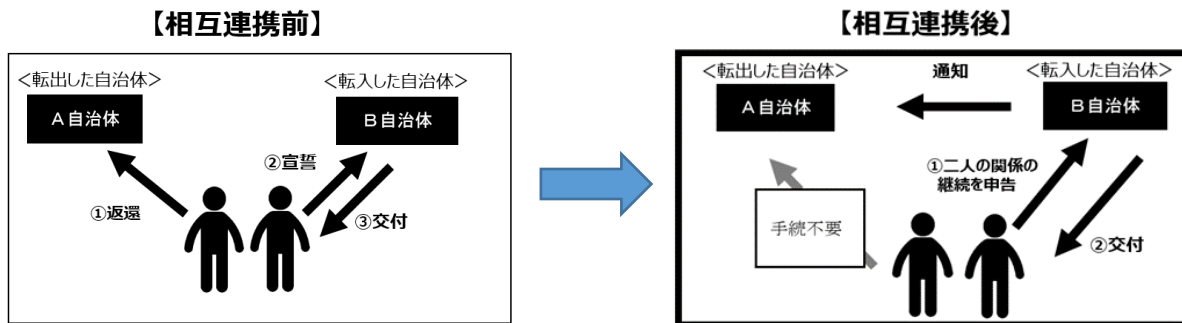 【相互連携前】
＜転出した自治体＞
＜転入した自治体＞
A自治体
B自治体
②宣誓
①返還
③交付
【相互連携後】
＜転出した自治体＞
通知
＜転入した自治体＞
A自治体
B自治体
①二人の関係の
継続を申告
手続不要
②交付